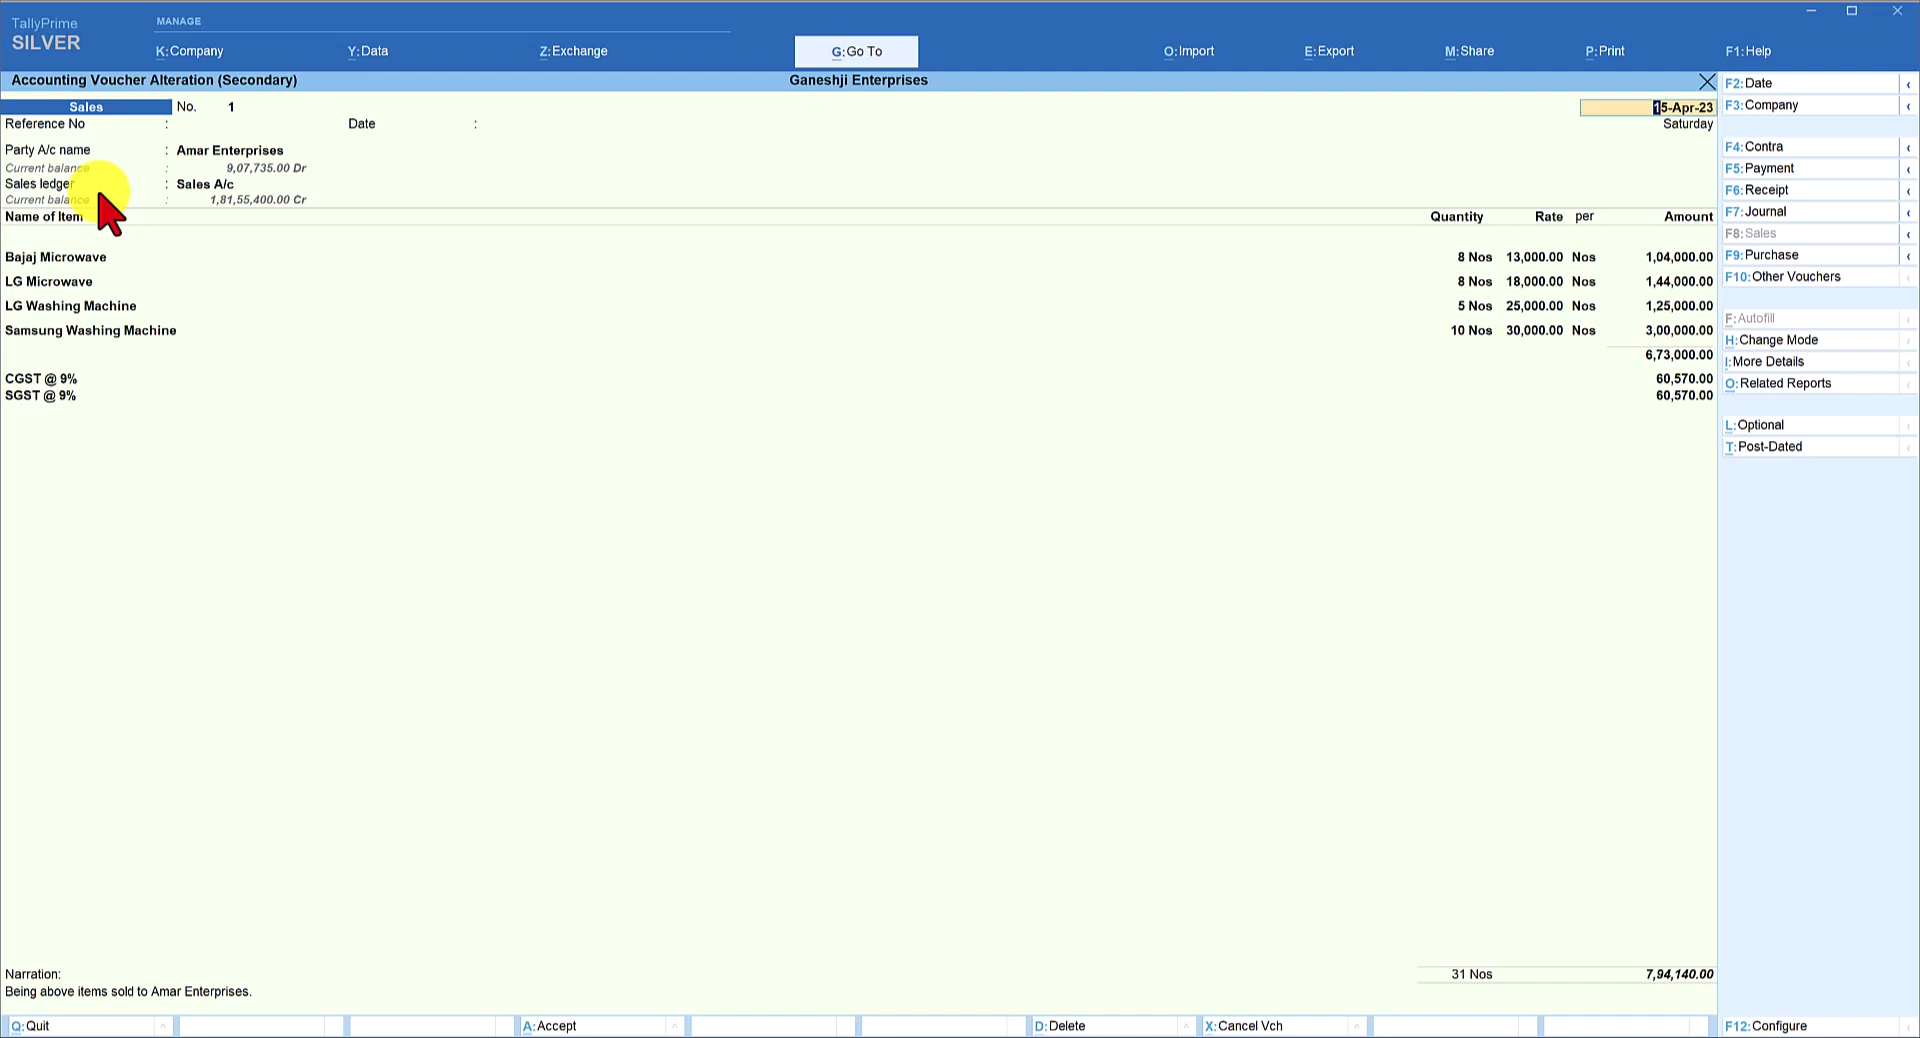 TallyPrime
SILVER
MANAGE
K:Company Y:Data Z:Exchange G:Go To O:Import E:Export M:Share P:Print F1:Help
Accounting Voucher Alteration (Secondary) Ganeshji Enterprises
Sales No. 1 15-Apr-23
Reference No : Date : Saturday
Party A/c name : Amar Enterprises
Current balance : 9,07,735.00 Dr
Sales ledger : Sales A/c
Current balance : 1,81,55,400.00 Cr
Name of Item Quantity Rate per Amount
Bajaj Microwave 8 Nos 13,000.00 Nos 1,04,000.00
LG Microwave 8 Nos 18,000.00 Nos 1,44,000.00
LG Washing Machine 5 Nos 25,000.00 Nos 1,25,000.00
Samsung Washing Machine 10 Nos 30,000.00 Nos 3,00,000.00
6,73,000.00
CGST @ 9% 60,570.00
SGST @ 9% 60,570.00
Narration: 31 Nos 7,94,140.00
Being above items sold to Amar Enterprises.
F2:Date
F3:Company
F4:Contra
F5:Payment
F6:Receipt
F7:Journal
F8:Sales
F9:Purchase
F10:Other Vouchers
F:Autofill
H:Change Mode
I:More Details
O:Related Reports
L:Optional
T:Post-Dated
Q:Quit A:Accept D:Delete X:Cancel Vch F12:Configure